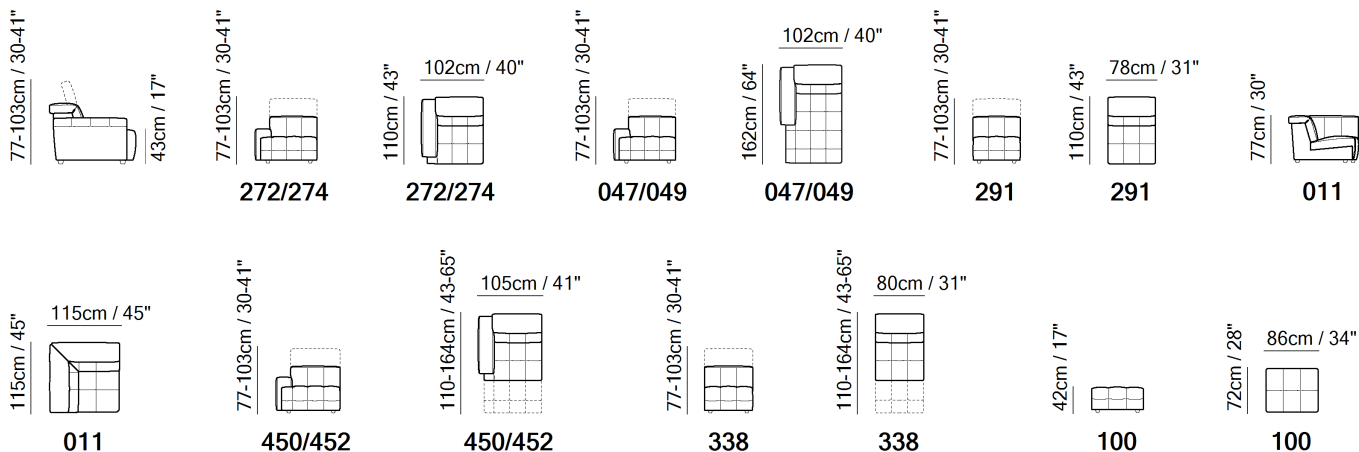 77-103cm / 30-41"
43cm / 17"
77-103cm / 30-41"
272/274
110cm / 43"
102cm / 40"
272/274
77-103cm / 30-41"
047/049
162cm / 64"
102cm / 40"
047/049
77-103cm / 30-41"
291
110cm / 43"
78cm / 31"
291
77cm / 30"
011
115cm / 45"
115cm / 45"
011
77-103cm / 30-41"
450/452
110-164cm / 43-65"
105cm / 41"
450/452
77-103cm / 30-41"
338
110-164cm / 43-65"
80cm / 31"
338
42cm / 17"
100
72cm / 28"
86cm / 34"
100